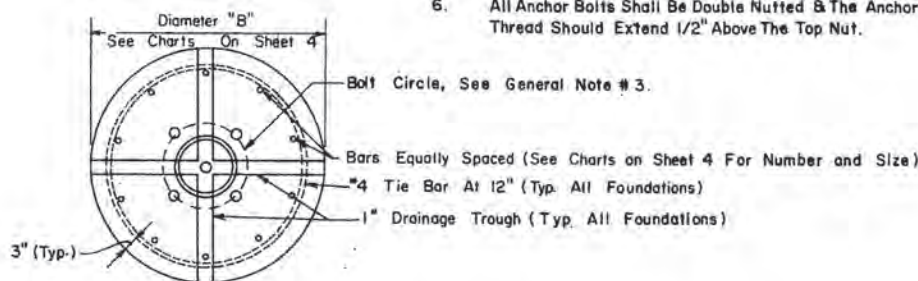 6. All Anchor Bolts Shall Be Double Nutted & The Anchor
Thread Should Extend 1/2" Above The Top Nut.
Diameter "B"
See Charts On Sheet 4
Bolt Circle, See General Note # 3.
Bars Equally Spaced (See Charts on Sheet 4 For Number and Size)
#4 Tie Bar At 12" (Typ. All Foundations)
1" Drainage Trough (Typ. All Foundations)
3" (Typ.)